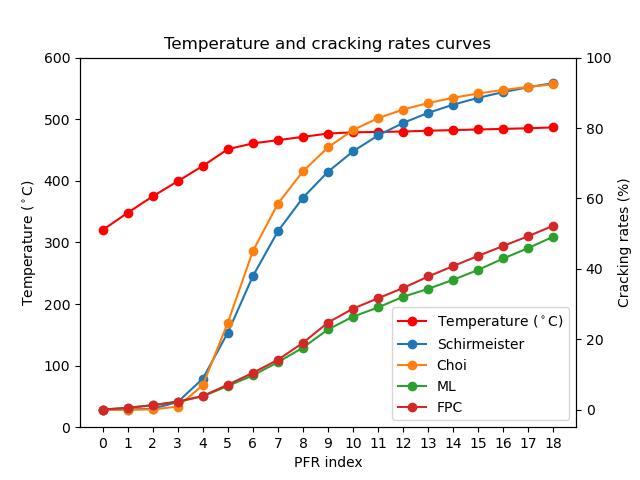 Temperature and cracking rates curves
600
500
400
300
200
100
0
Temperature (°C)
100
80
60
40
20
0
Cracking rates (%)
Temperature (°C)
Schirmeister
Choi
ML
FPC
0 1 2 3 4 5 6 7 8 9 10 11 12 13 14 15 16 17 18
PFR index